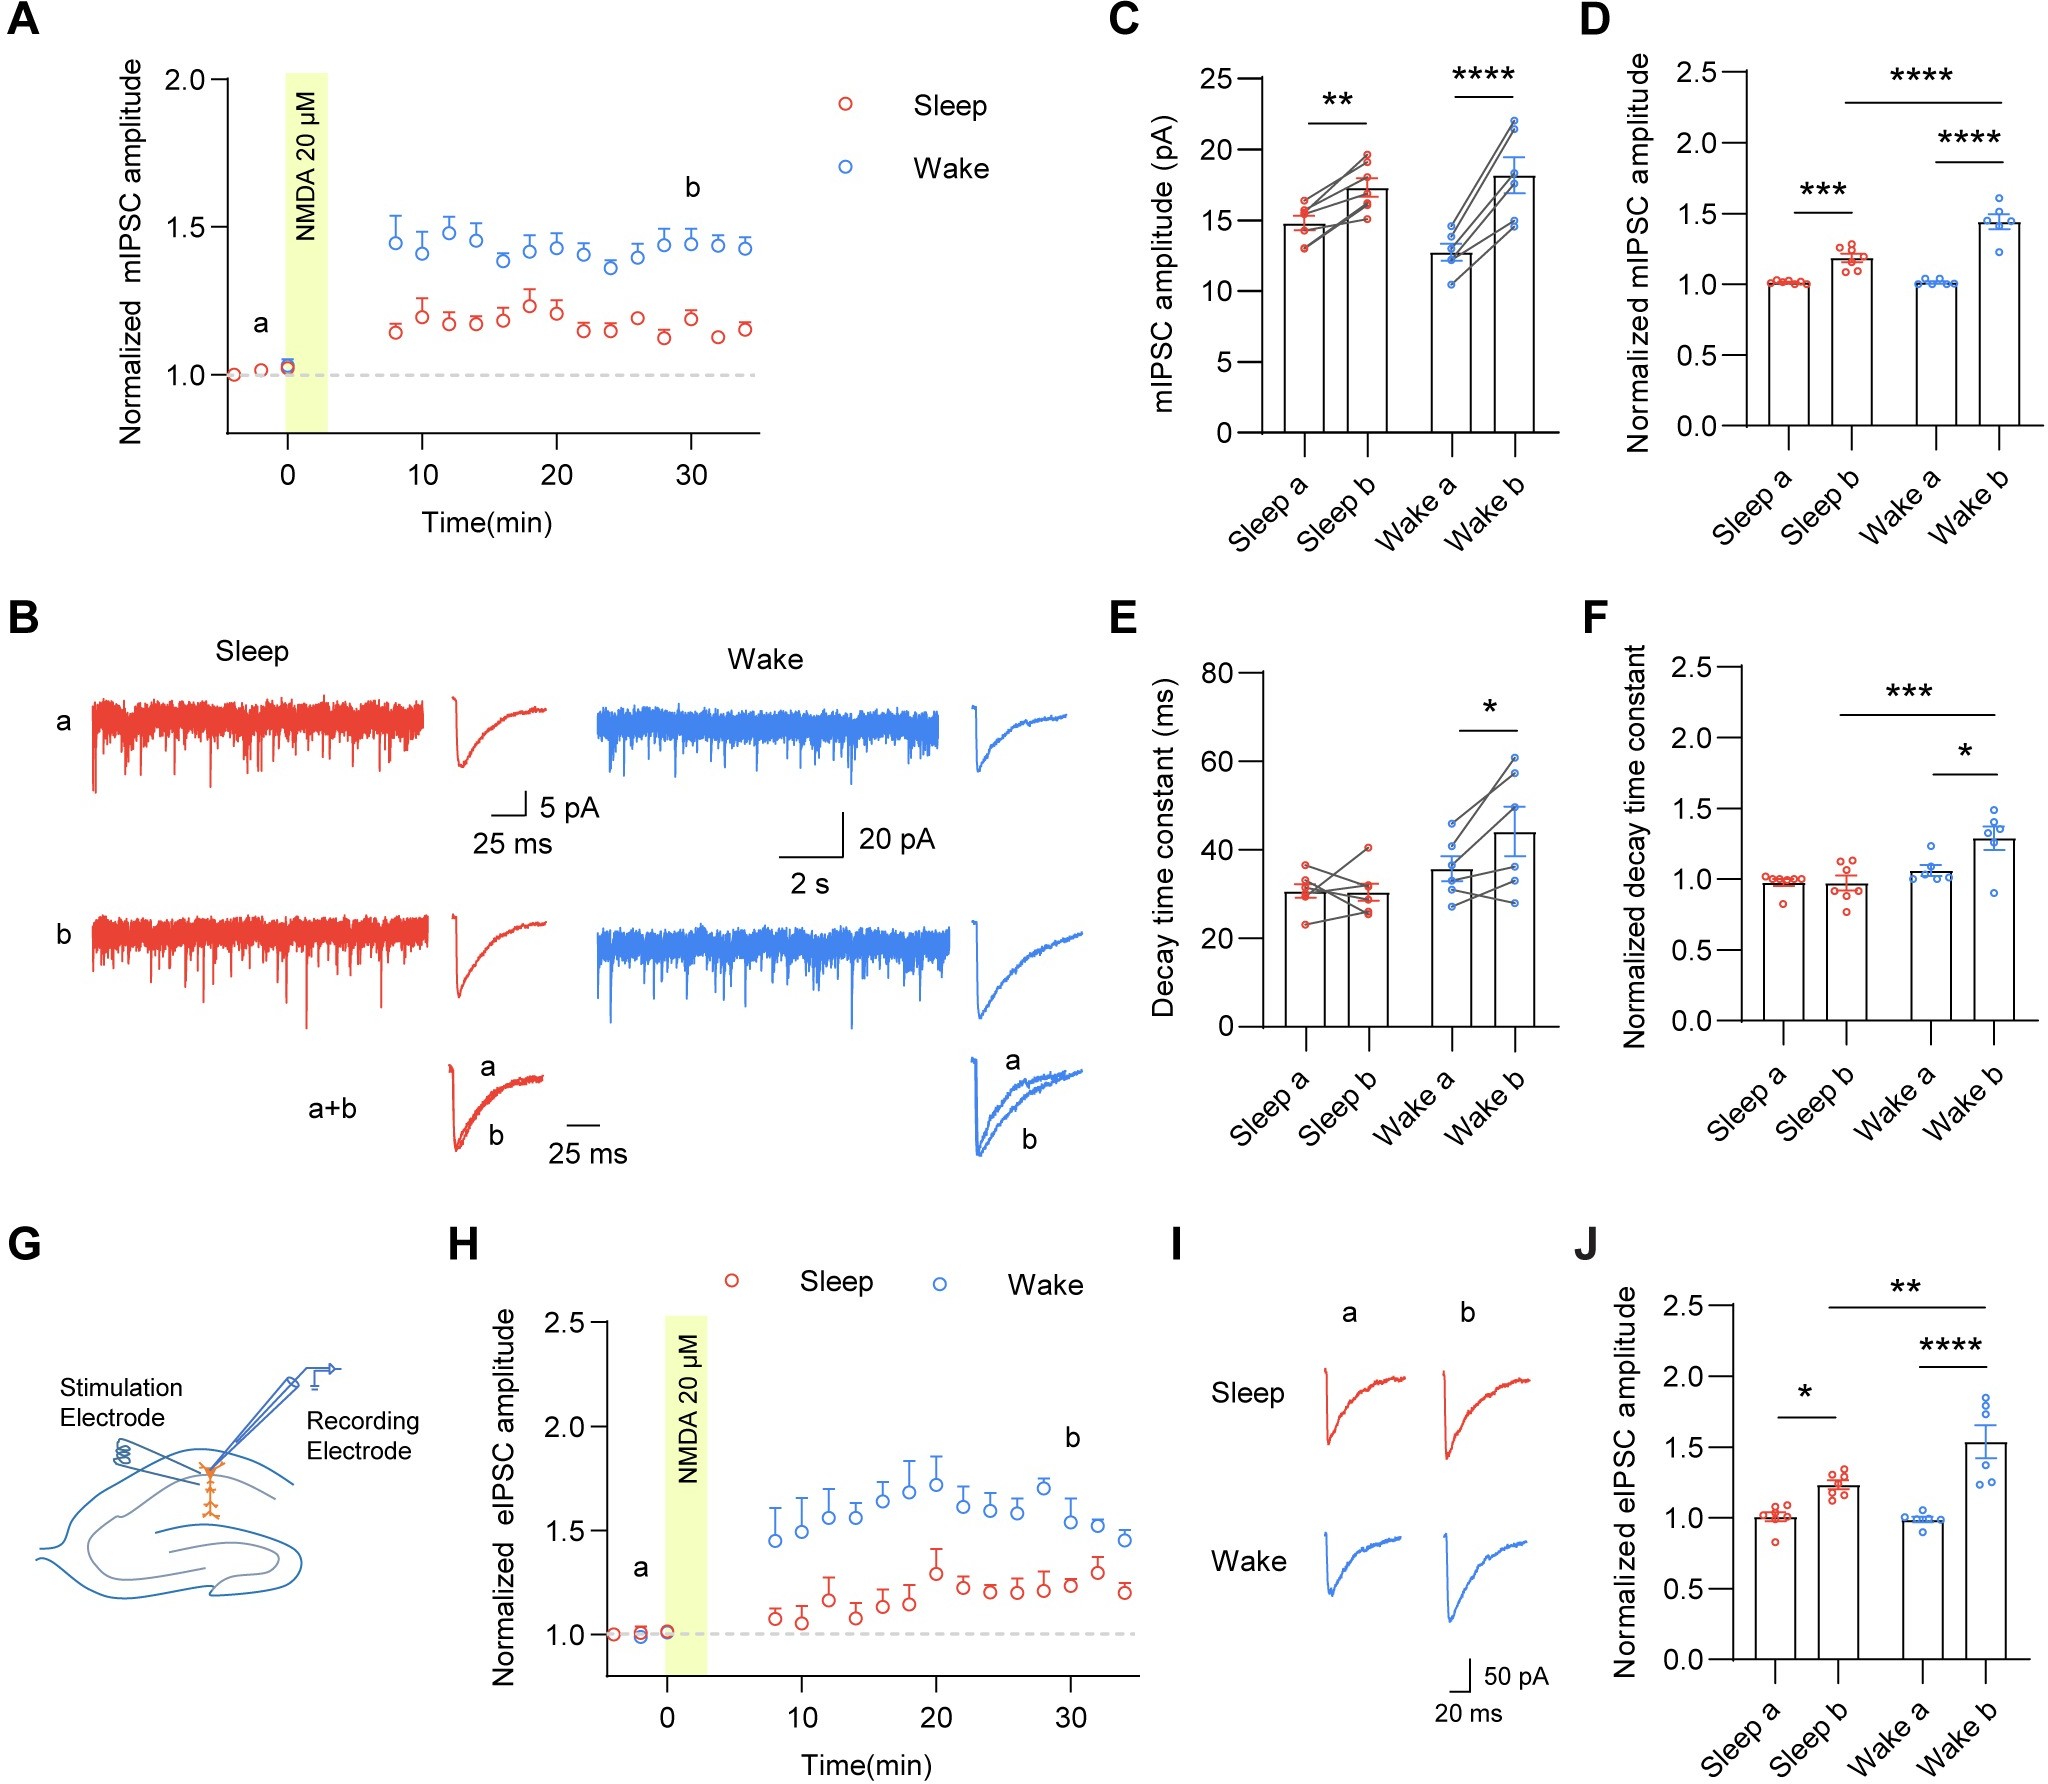 A
Normalized mIPSC amplitude
2.0
1.5
1.0
NMDA 20 µM
a
b
0
10
20
30
Time(min)
Sleep
Wake
C
mIPSC amplitude (pA)
25
20
15
10
5
0
**
****
Sleep a
Sleep b
Wake a
Wake b
D
Normalized mIPSC amplitude
2.5
2.0
1.5
1.0
0.5
0.0
***
****
****
Sleep a
Sleep b
Wake a
Wake b
B
Sleep
Wake
a
5 pA
25 ms
20 pA
2 s
b
a+b
a
b
25 ms
a
b
E
Decay time constant (ms)
80
60
40
20
0
*
Sleep a
Sleep b
Wake a
Wake b
F
Normalized decay time constant
2.5
2.0
1.5
1.0
0.5
0.0
***
*
Sleep a
Sleep b
Wake a
Wake b
G
Stimulation
Electrode
Recording
Electrode
H
Sleep
Wake
Normalized eIPSC amplitude
2.5
2.0
1.5
1.0
NMDA 20 µM
a
b
0
10
20
30
Time(min)
I
a
b
Sleep
Wake
50 pA
20 ms
J
Normalized eIPSC amplitude
2.5
2.0
1.5
1.0
0.5
0.0
**
****
*
Sleep a
Sleep b
Wake a
Wake b